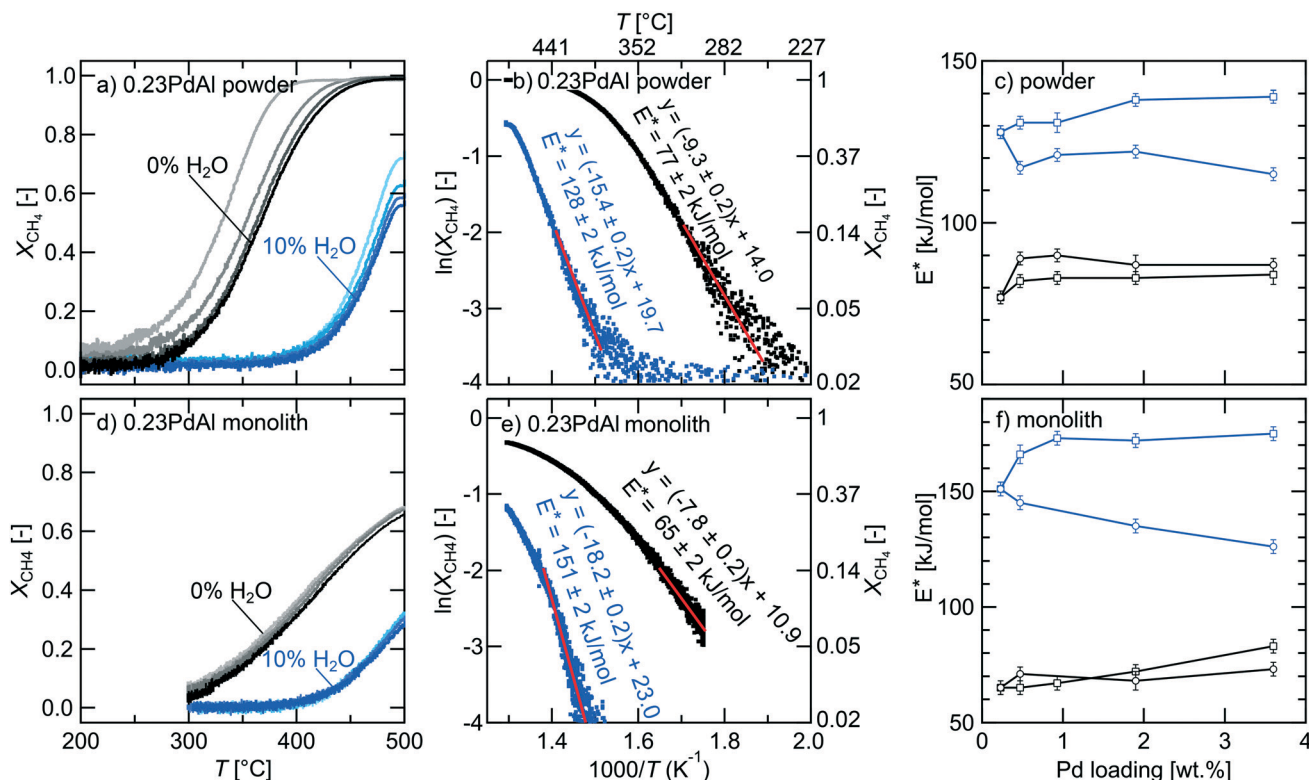 T [°C]
441
352
282
227
a) 0.23PdAl powder
b) 0.23PdAl powder
c) powder
1.0
0.8
0.6
0.4
0.2
0.0
X_CH4 [-]
0% H2O
10% H2O
0
-1
-2
-3
-4
ln(X_CH4) [-]
y = (-15.4 ± 0.2)x + 19.7
E* = 128 ± 2 kJ/mol
y = (-9.3 ± 0.2)x + 14.0
E* = 77 ± 2 kJ/mol
1
0.37
0.14
0.05
0.02
X_CH4 [-]
150
100
50
E* [kJ/mol]
d) 0.23PdAl monolith
e) 0.23PdAl monolith
f) monolith
1.0
0.8
0.6
0.4
0.2
0.0
X_CH4 [-]
0% H2O
10% H2O
200
300
400
500
T [°C]
0
-1
-2
-3
-4
ln(X_CH4) [-]
y = (-18.2 ± 0.2)x + 23.0
E* = 151 ± 2 kJ/mol
y = (-7.8 ± 0.2)x + 10.9
E* = 65 ± 2 kJ/mol
1
0.37
0.14
0.05
0.02
X_CH4 [-]
1.4
1.6
1.8
2.0
1000/T (K-1)
200
150
100
50
E* [kJ/mol]
0
1
2
3
4
Pd loading [wt.%]